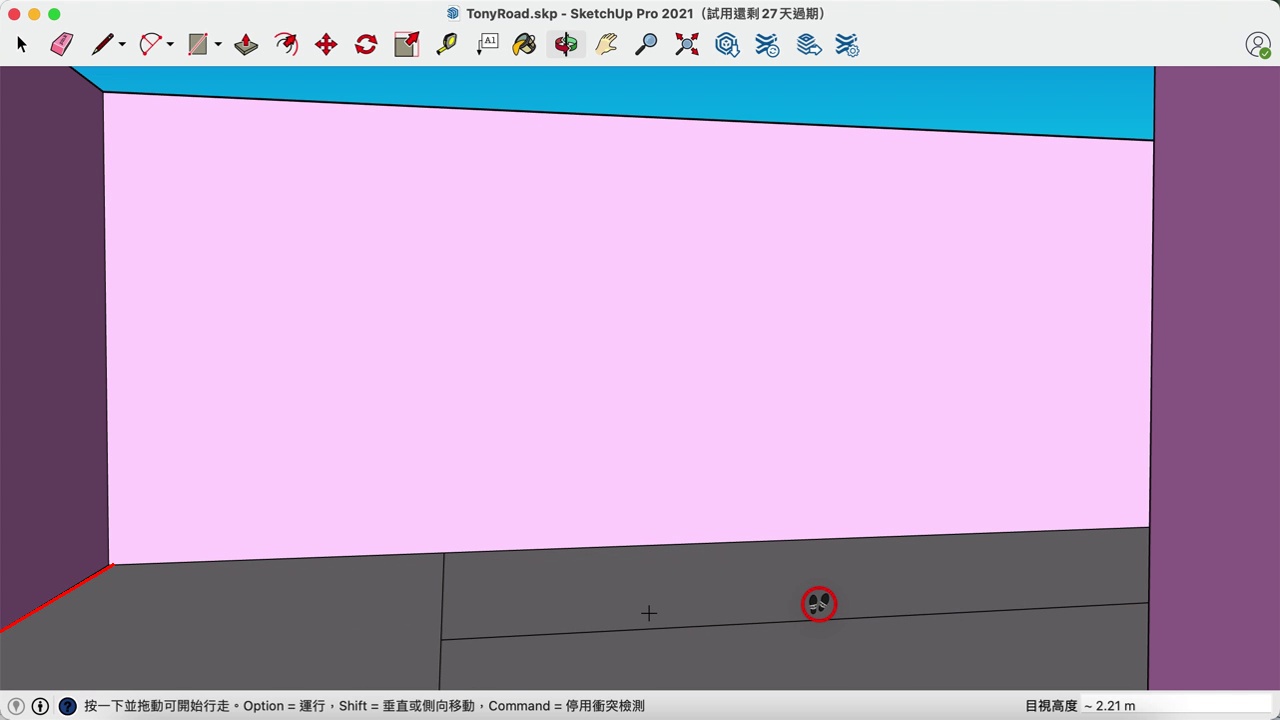 TonyRoad.skp - SketchUp Pro 2021（試用還剩 27 天過期）
A1
按一下並拖動可開始行走。Option = 運行，Shift = 垂直或側向移動，Command = 停用衝突檢測
目視高度 ~ 2.21 m